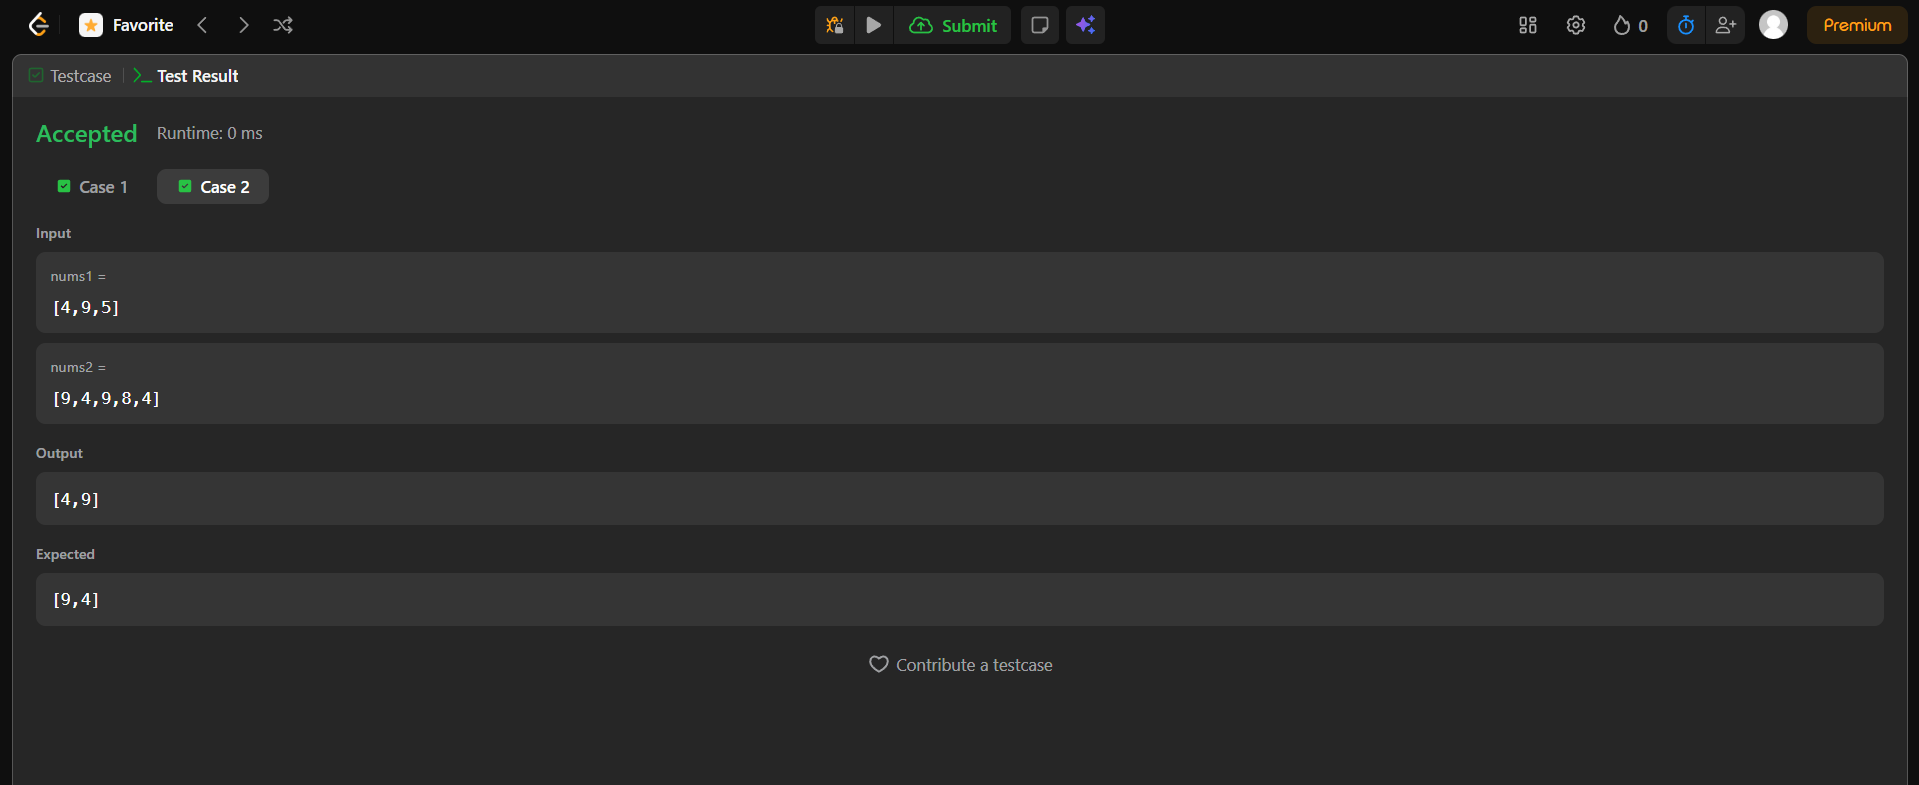 Favorite Submit 0 Premium
Testcase Test Result
Accepted Runtime: 0 ms
Case 1 Case 2
Input
nums1 =
[4,9,5]
nums2 =
[9,4,9,8,4]
Output
[4,9]
Expected
[9,4]
Contribute a testcase